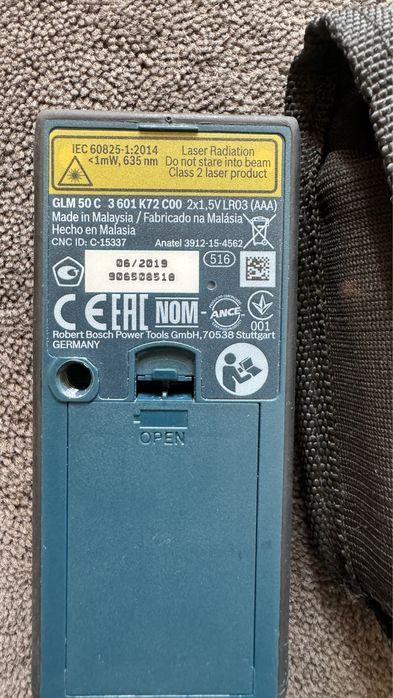 IEC 60825-1:2014
<1mW, 635 nm
Laser Radiation
Do not stare into beam
Class 2 laser product
GLM 50 C 3 601 K72 C00 2x1,5V LR03 (AAA)
Made in Malaysia / Fabricado na Malásia
Hecho en Malasia
CNC ID: C-15337 Anatel 3912-15-4562
06/2019
906508518
516
CE EAC NOM-ANCE
001
Robert Bosch Power Tools GmbH, 70538 Stuttgart
GERMANY
OPEN